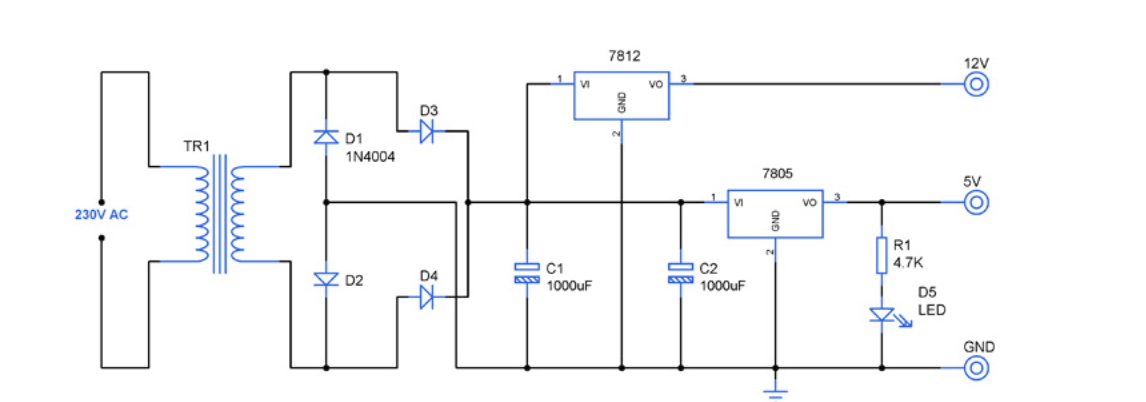 7812
12V
1
VI
VO
3
GND
2
D3
D1
1N4004
TR1
7805
5V
1
VI
VO
3
GND
2
230V AC
R1
4.7K
C1
1000uF
C2
1000uF
D2
D4
D5
LED
GND